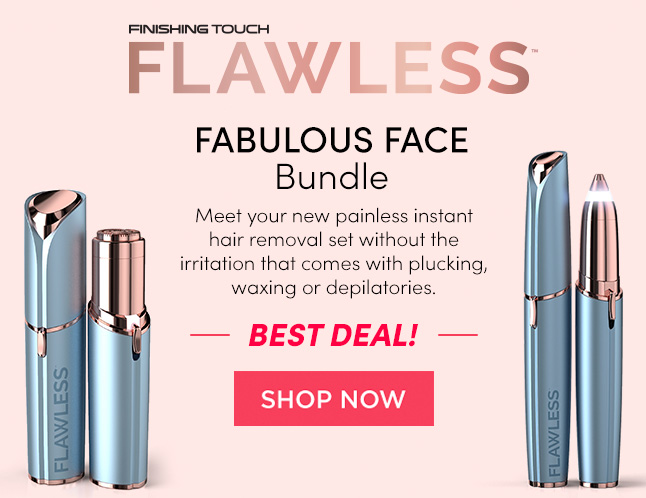 FINISHING TOUCH
FLAWLESS™
FABULOUS FACE
Bundle
Meet your new painless instant
hair removal set without the
irritation that comes with plucking,
waxing or depilatories.
BEST DEAL!
SHOP NOW
FLAWLESS
FLAWLESS